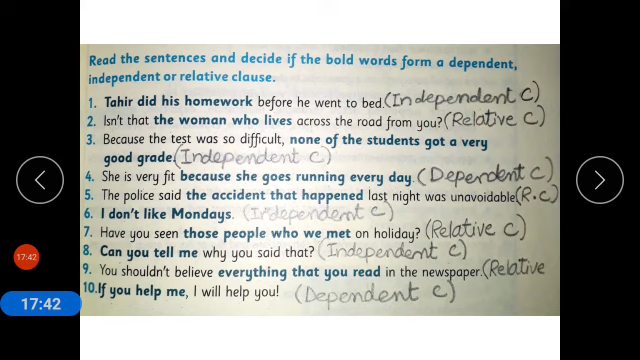 Read the sentences and decide if the bold words form a dependent,
independent or relative clause.
1. Tahir did his homework before he went to bed.(Independent C)
2. Isn't that the woman who lives across the road from you?(Relative C)
3. Because the test was so difficult, none of the students got a very
good grade.(Independent C)
4. She is very fit because she goes running every day. (Dependent C)
5. The police said the accident that happened last night was unavoidable(R.C)
6. I don't like Mondays. (Independent C)
7. Have you seen those people who we met on holiday? (Relative C)
8. Can you tell me why you said that? (Independent C)
9. You shouldn't believe everything that you read in the newspaper.(Relative
10.If you help me, I will help you! (Dependent C)
17:42
17:42